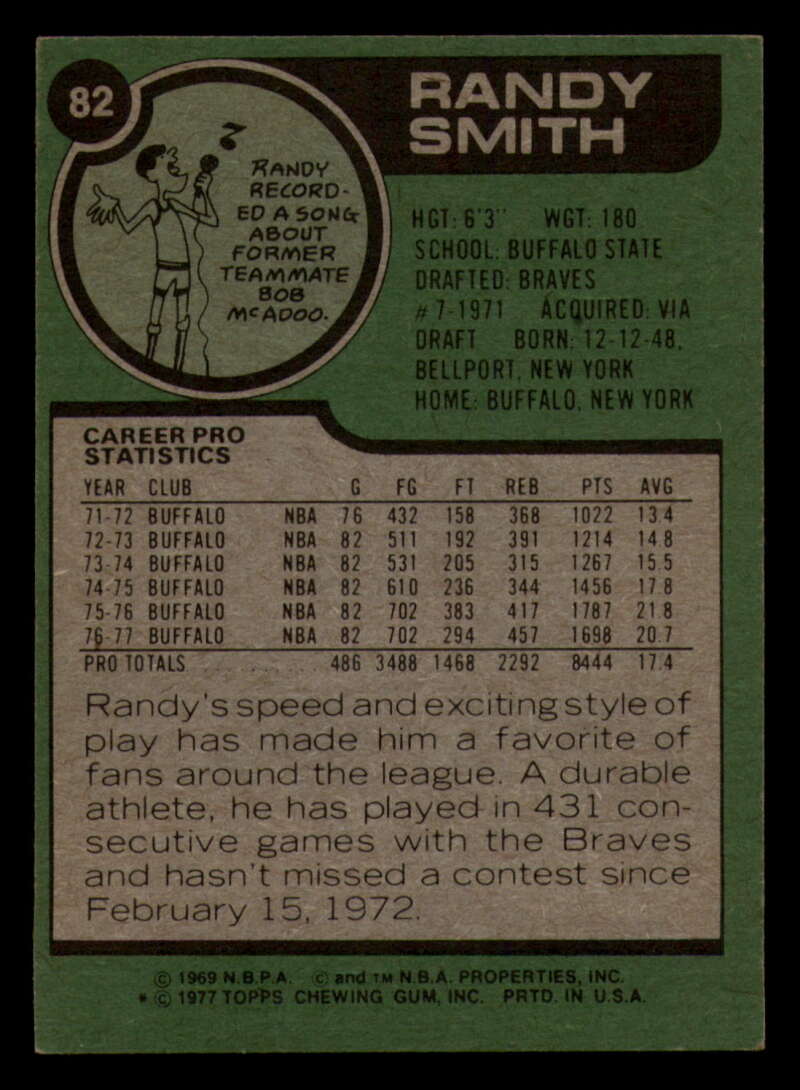 82
RANDY
SMITH
RANDY
RECORD-
ED A SONG
ABOUT
FORMER
TEAMMATE
BOB
McADOO.
HGT: 6'3" WGT: 180
SCHOOL: BUFFALO STATE
DRAFTED: BRAVES
#7-1971 ACQUIRED: VIA
DRAFT BORN: 12-12-48,
BELLPORT, NEW YORK
HOME: BUFFALO, NEW YORK
CAREER PRO
STATISTICS
YEAR CLUB G FG FT REB PTS AVG
71-72 BUFFALO NBA 76 432 158 368 1022 13.4
72-73 BUFFALO NBA 82 511 192 391 1214 14.8
73-74 BUFFALO NBA 82 531 205 315 1267 15.5
74-75 BUFFALO NBA 82 610 236 344 1456 17.8
75-76 BUFFALO NBA 82 702 383 417 1787 21.8
76-77 BUFFALO NBA 82 702 294 457 1698 20.7
PRO TOTALS 486 3488 1468 2292 8444 17.4
Randy's speed and exciting style of
play has made him a favorite of
fans around the league. A durable
athlete, he has played in 431 con-
secutive games with the Braves
and hasn't missed a contest since
February 15, 1972.
© 1969 N.B.P.A. © and TM N.B.A. PROPERTIES, INC.
* © 1977 TOPPS CHEWING GUM, INC. PRTD. IN U.S.A.